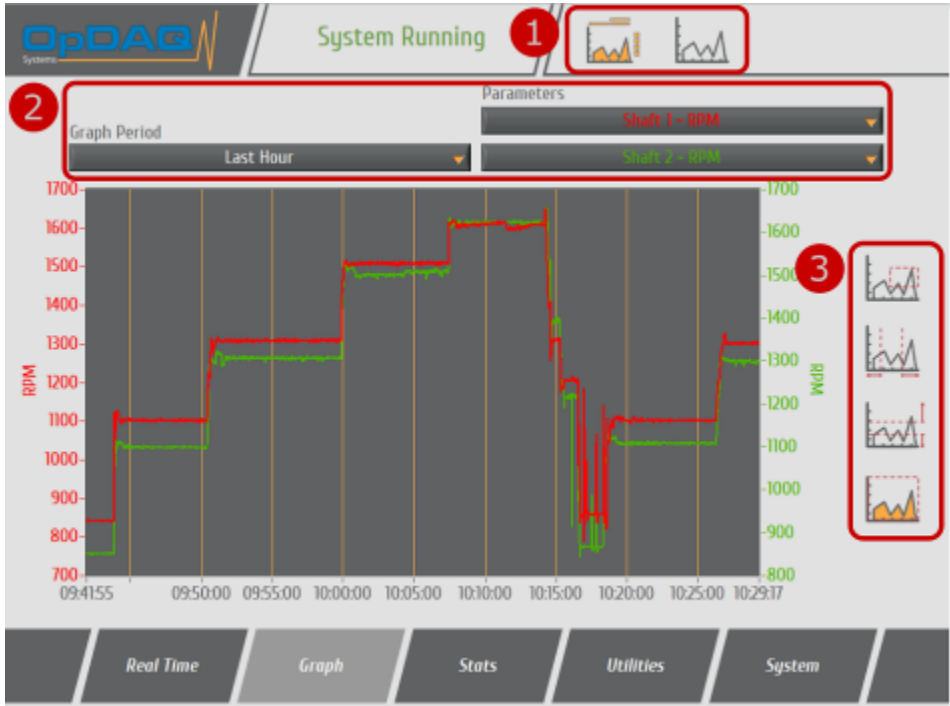 OpDAQ
Systems
System Running
1
2
Parameters
Shaft 1 - RPM
Graph Period
Last Hour
Shaft 2 - RPM
1700
1600
1500
1400
1300
1200
1100
1000
900
800
700
RPM
1700
1600
1500
1400
1300
1200
1100
1000
900
800
RPM
3
09:41:55
09:50:00
09:55:00
10:00:00
10:05:00
10:10:00
10:15:00
10:20:00
10:25:00
10:29:17
Real Time
Graph
Stats
Utilities
System